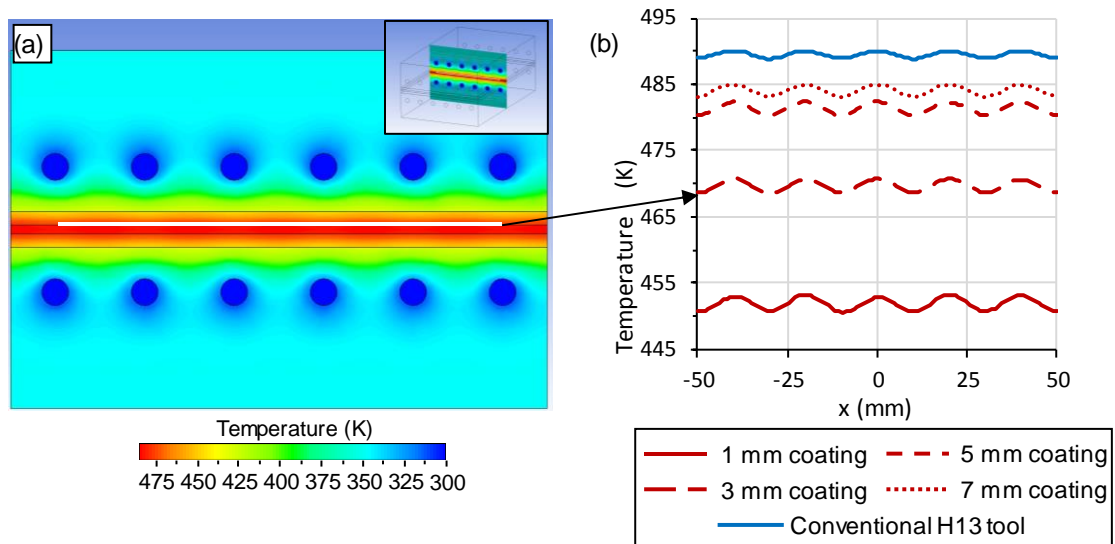 (a)
Temperature (K)
475 450 425 400 375 350 325 300
(b)
Temperature (K)
495
485
475
465
455
445
-50 -25 0 25 50
x (mm)
1 mm coating 5 mm coating
3 mm coating 7 mm coating
Conventional H13 tool